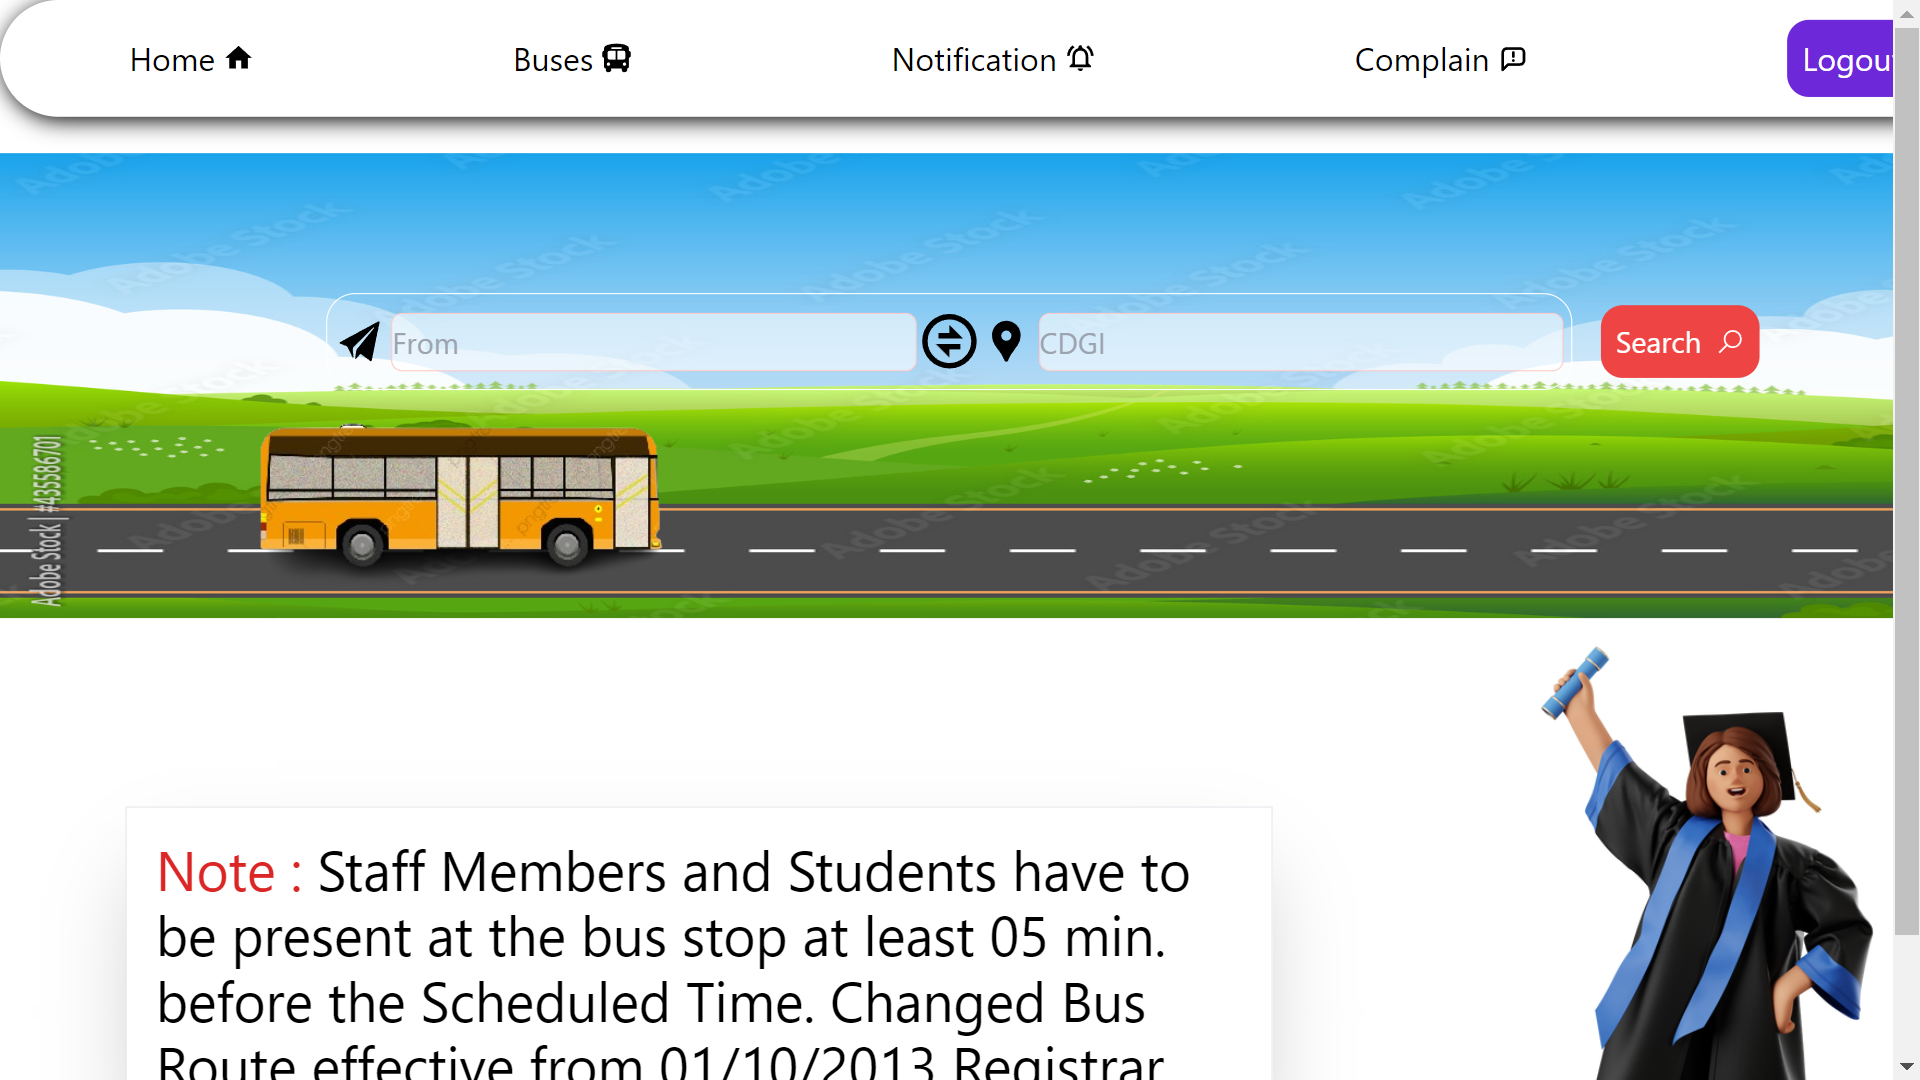 Home
Buses
Notification
Complain
Logout
From
CDGI
Search
Adobe Stock | #435586701
Note : Staff Members and Students have to
be present at the bus stop at least 05 min.
before the Scheduled Time. Changed Bus
Route effective from 01/10/2013 Registrar